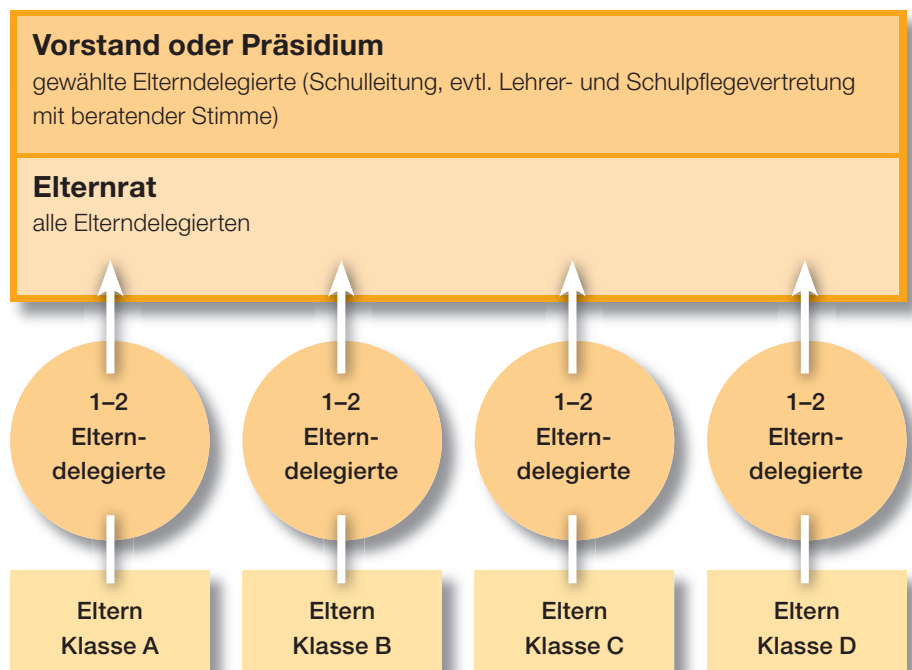 Vorstand oder Präsidium
gewählte Elterndelegierte (Schulleitung, evtl. Lehrer- und Schulpflegevertretung
mit beratender Stimme)
Elternrat
alle Elterndelegierten
1–2
Eltern-
delegierte
1–2
Eltern-
delegierte
1–2
Eltern-
delegierte
1–2
Eltern-
delegierte
Eltern
Klasse A
Eltern
Klasse B
Eltern
Klasse C
Eltern
Klasse D